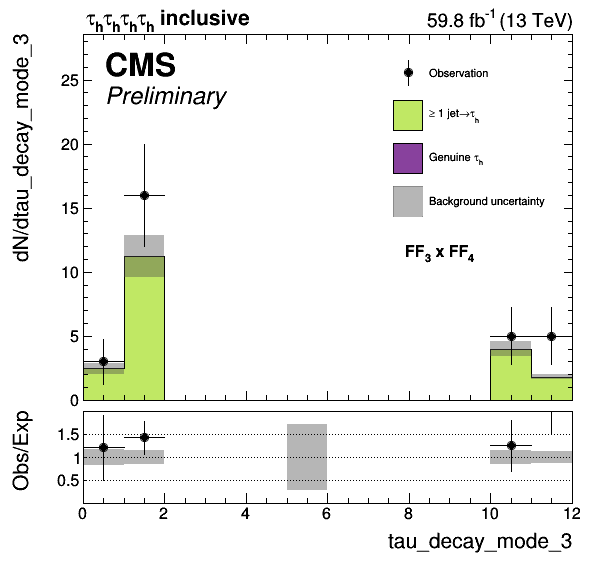 τhτhτhτh inclusive
59.8 fb-1 (13 TeV)
dN/dtau_decay_mode_3
CMS
Preliminary
Observation
≥ 1 jet→τh
Genuine τh
Background uncertainty
FF3 x FF4
25
20
15
10
5
0
Obs/Exp
1.5
1
0.5
0 2 4 6 8 10 12
tau_decay_mode_3